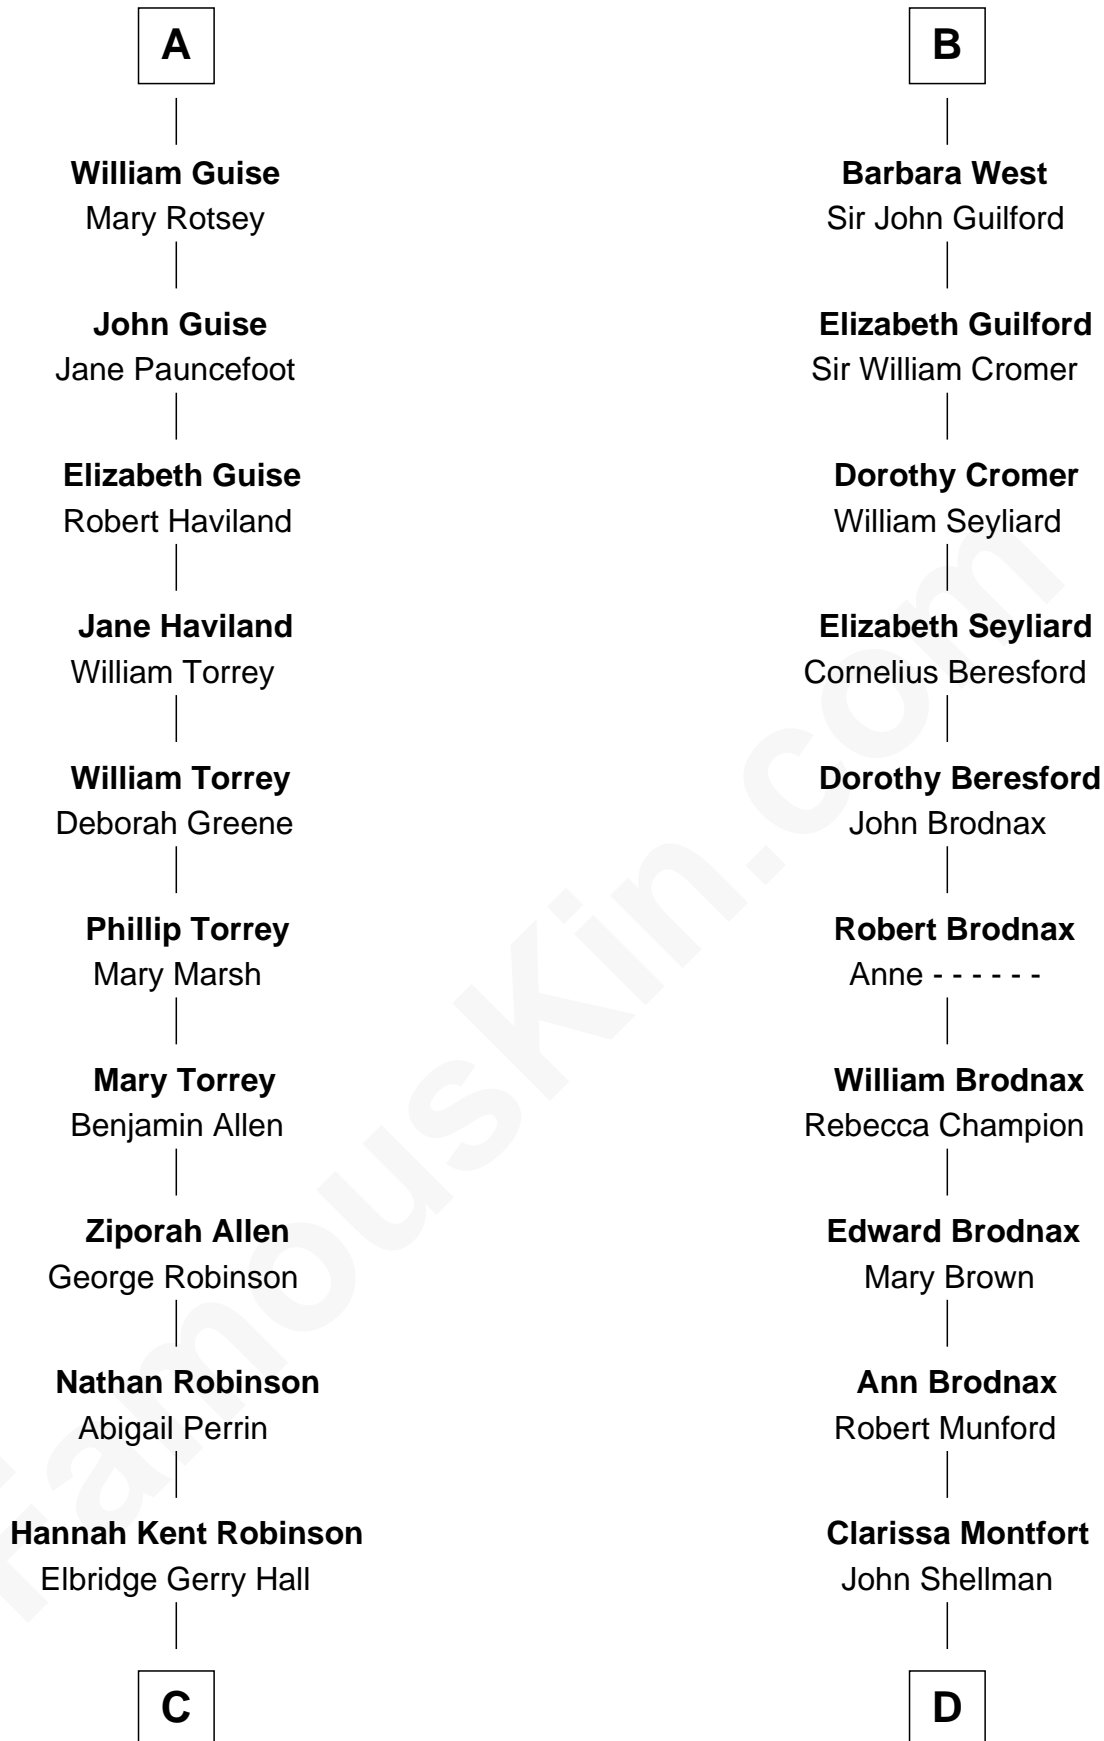 A
William Guise
Mary Rotsey
John Guise
Jane Pauncefoot
Elizabeth Guise
Robert Haviland
Jane Haviland
William Torrey
William Torrey
Deborah Greene
Phillip Torrey
Mary Marsh
Mary Torrey
Benjamin Allen
Ziporah Allen
George Robinson
Nathan Robinson
Abigail Perrin
Hannah Kent Robinson
Elbridge Gerry Hall
C
B
Barbara West
Sir John Guilford
Elizabeth Guilford
Sir William Cromer
Dorothy Cromer
William Seyliard
Elizabeth Seyliard
Cornelius Beresford
Dorothy Beresford
John Brodnax
Robert Brodnax
Anne - - - - - -
William Brodnax
Rebecca Champion
Edward Brodnax
Mary Brown
Ann Brodnax
Robert Munford
Clarissa Montfort
John Shellman
D
FamousKin.com